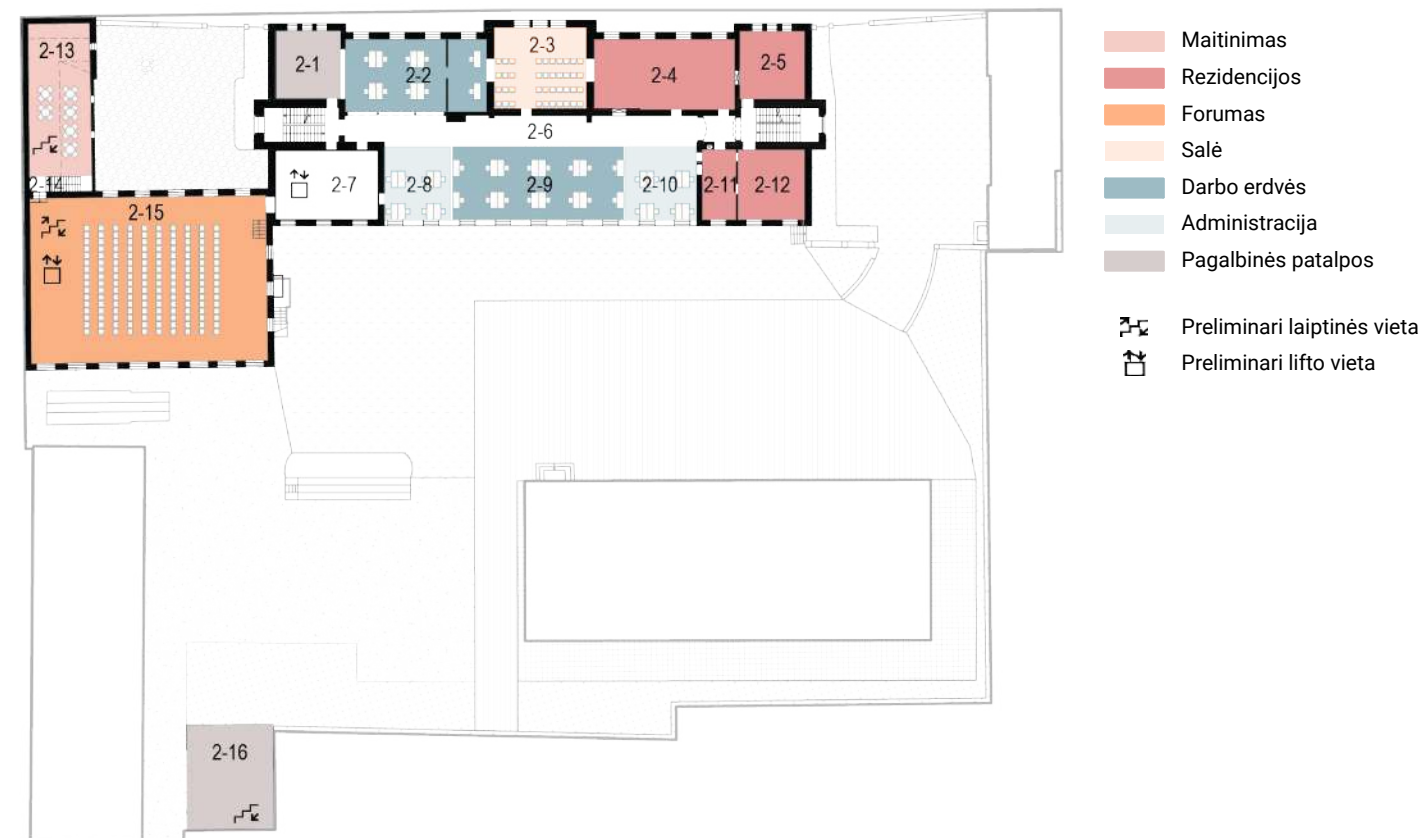 2-13
2-1
2-2
2-3
2-4
2-5
2-6
2-7
2-8
2-9
2-10
2-11
2-12
2-14
2-15
2-16
Maitinimas
Rezidencijos
Forumas
Salė
Darbo erdvės
Administracija
Pagalbinės patalpos
Preliminari laiptinės vieta
Preliminari lifto vieta